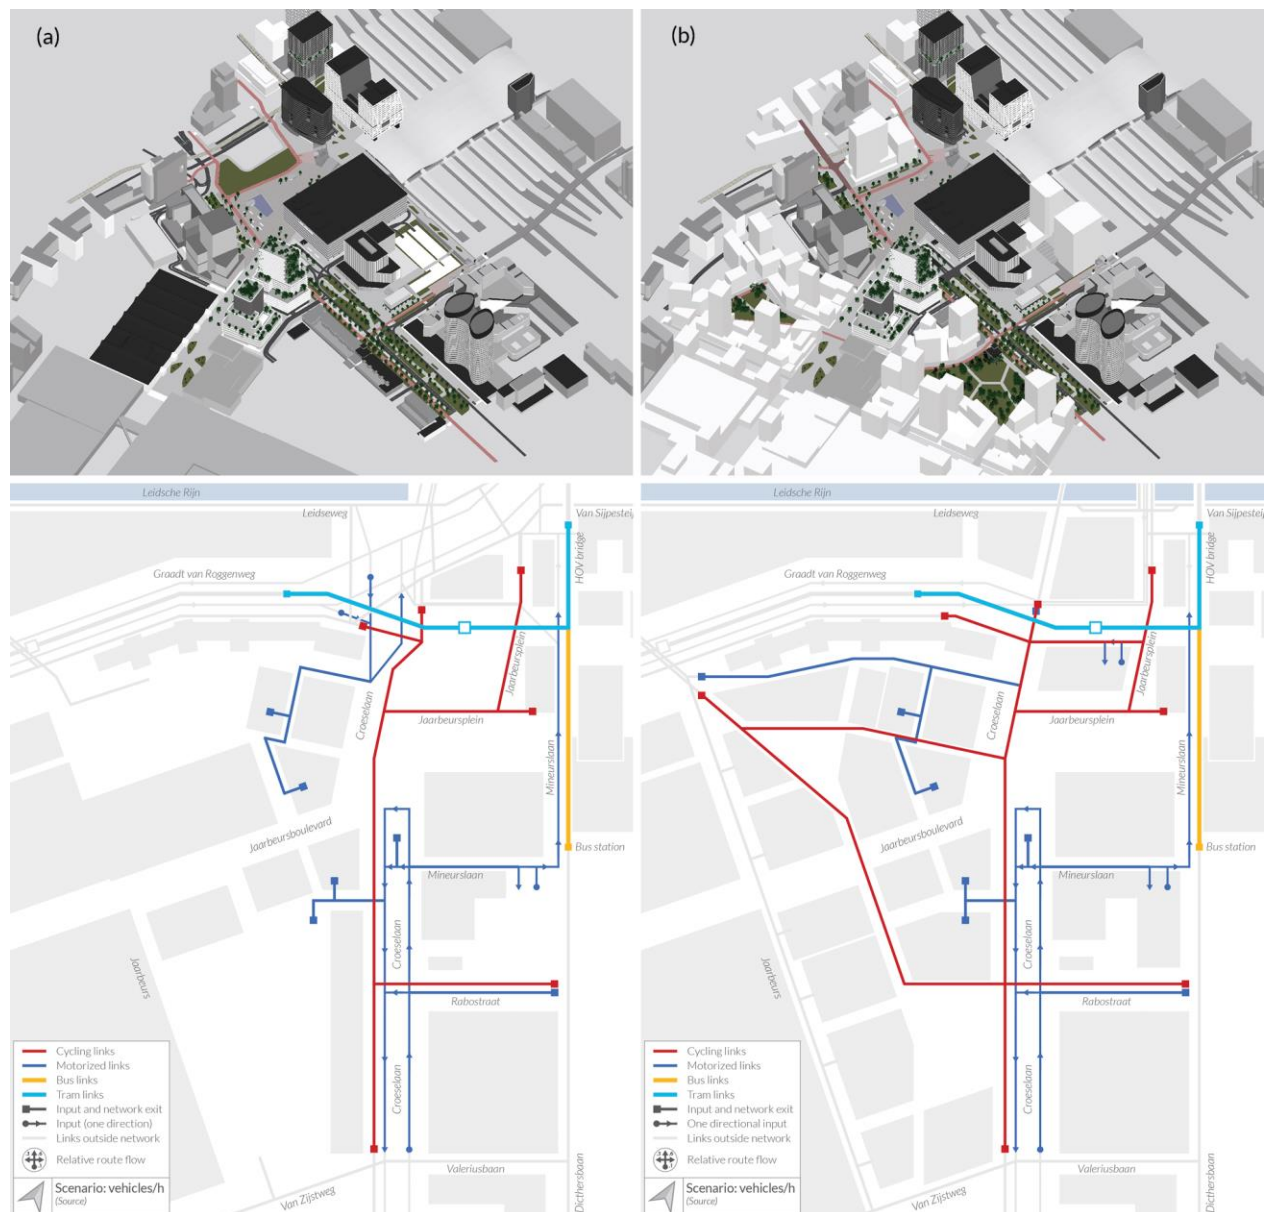 (a)
(b)
Leidsche Rijn
Leidseweg
Van Sijpesteij
HOV bridge
Graadt van Roggenweg
Jaarbeursplein
Croeselaan
Jaarbeursplein
Mineurslaan
Jaarbeursboulevard
Bus station
Mineurslaan
Croeselaan
Jaarbeurs
Rabostraat
Croeselaan
Cycling links
Motorized links
Bus links
Tram links
Input and network exit
Input (one direction)
Links outside network
Relative route flow
Scenario: vehicles/h
(Source)
Valeriusbaan
Van Zijstweg
Dicthersbaan
Leidsche Rijn
Leidseweg
Van Sijpesteij
HOV bridge
Graadt van Roggenweg
Jaarbeursplein
Croeselaan
Jaarbeursplein
Mineurslaan
Jaarbeursboulevard
Bus station
Mineurslaan
Croeselaan
Jaarbeurs
Rabostraat
Croeselaan
Cycling links
Motorized links
Bus links
Tram links
Input and network exit
One directional input
Links outside network
Relative route flow
Scenario: vehicles/h
(Source)
Valeriusbaan
Van Zijstweg
Dicthersbaan